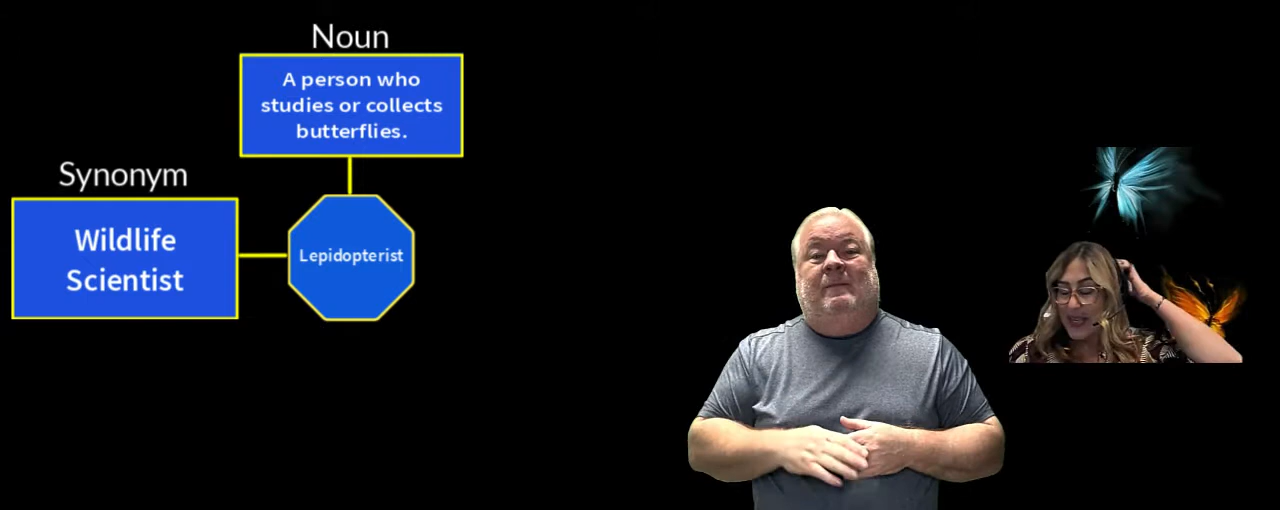 Noun
A person who
studies or collects
butterflies.
Synonym
Wildlife
Scientist
Lepidopterist